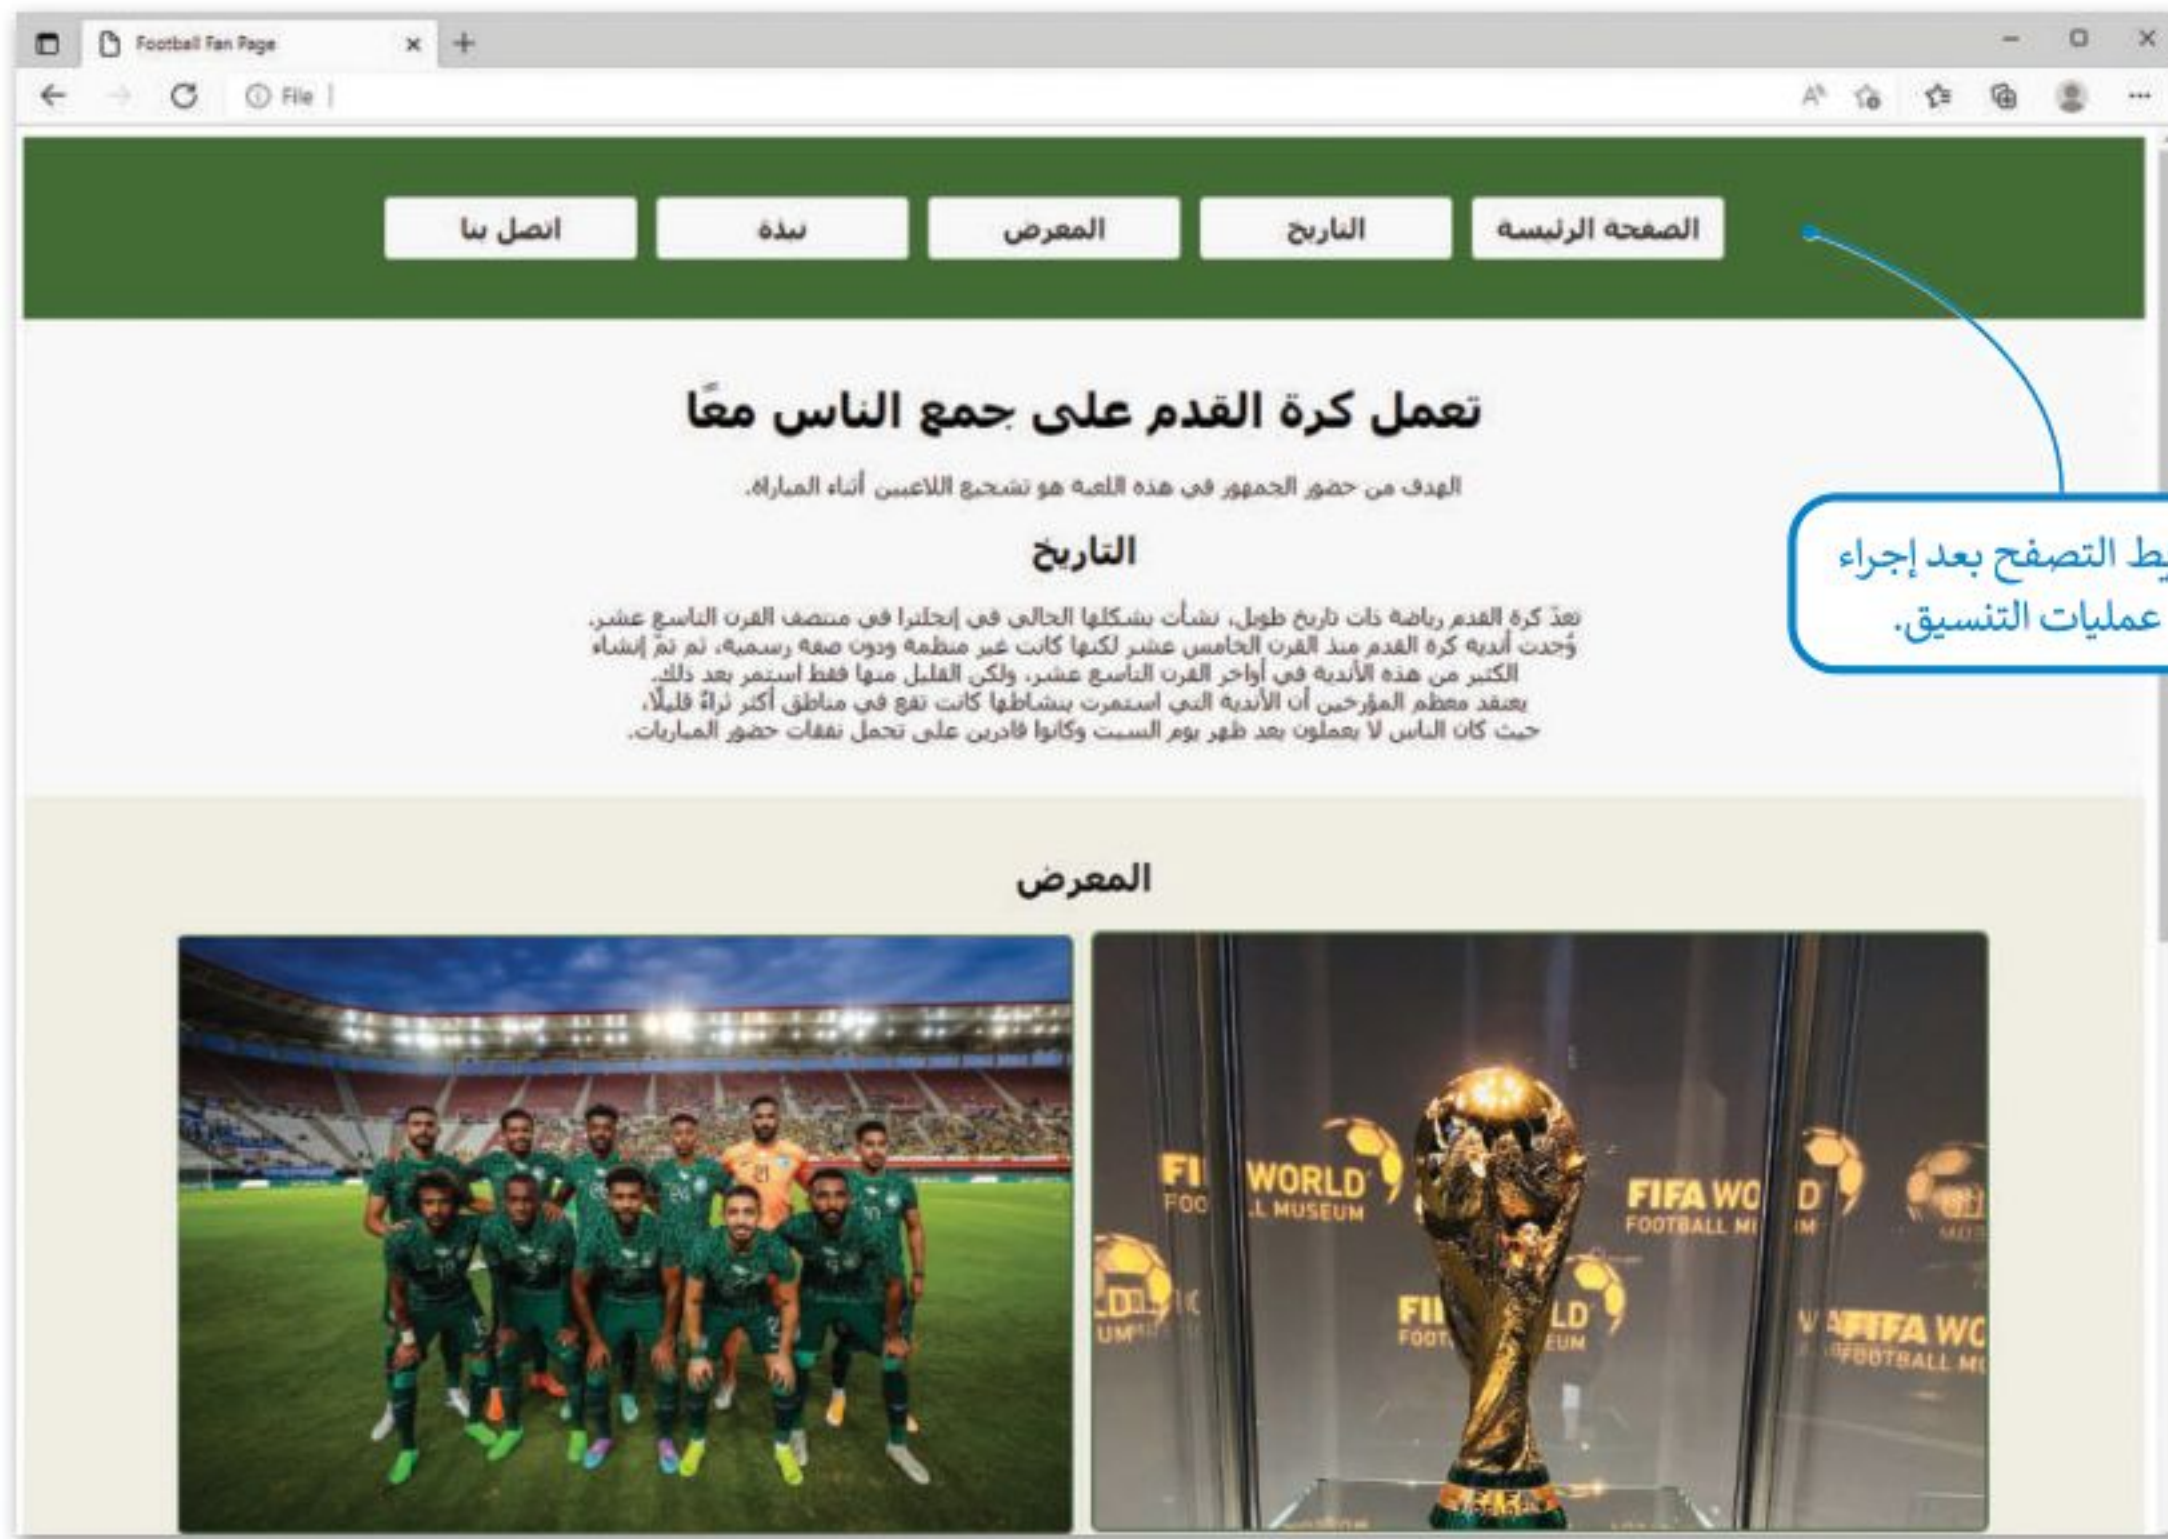 Football Fan Page
File
الصفحة الرئيسة
التاريخ
المعرض
نبذة
اتصل بنا
تعمل كرة القدم على جمع الناس معًا
الهدف من حضور الجمهور في هذه اللعبة هو تشجيع اللاعبين أثناء المباراة.
التاريخ
تعدّ كرة القدم رياضة ذات تاريخ طويل، نشأت بشكلها الحالي في إنجلترا في منتصف القرن التاسع عشر.
وُجدت أندية كرة القدم منذ القرن الخامس عشر لكنها كانت غير منظمة ودون صفة رسمية، ثم تمّ إنشاء
الكثير من هذه الأندية في أواخر القرن التاسع عشر، ولكن القليل منها فقط استمر بعد ذلك.
يعتقد معظم المؤرخين أن الأندية التي استمرت بنشاطها كانت تقع في مناطق أكثر ثراءً قليلًا،
حيث كان الناس لا يعملون بعد ظهر يوم السبت وكانوا قادرين على تحمل نفقات حضور المباريات.
التصفح بعد إجراء
عمليات التنسيق.
المعرض
WORLD
MUSEUM
FIFA WO
FOOTBALL
FIFA WO
FOOTBALL M